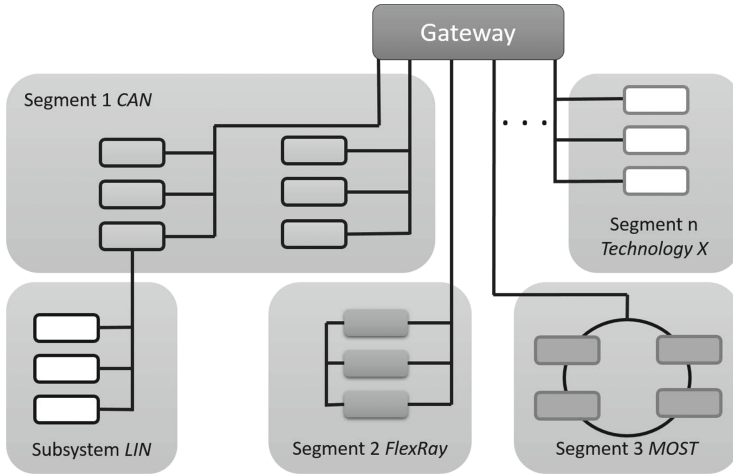 Gateway
Segment 1 CAN
Segment n
Technology X
Subsystem LIN
Segment 2 FlexRay
Segment 3 MOST